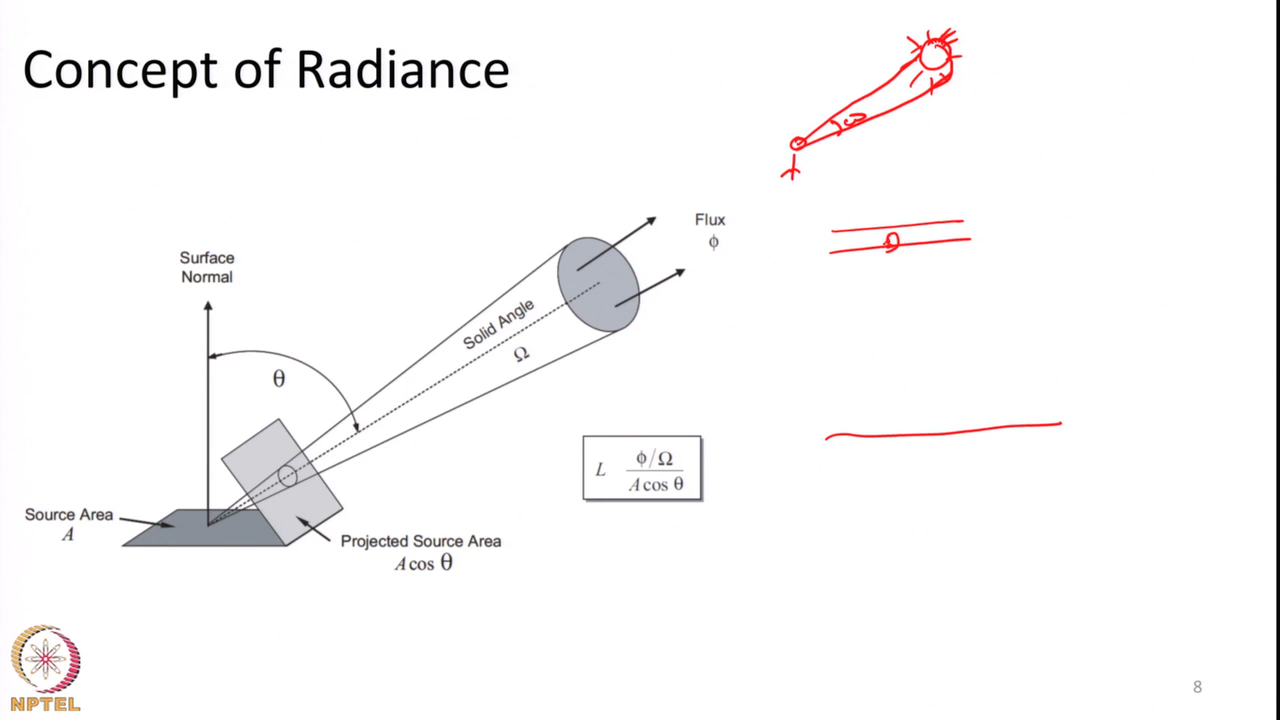 Concept of Radiance
ω
Flux
ϕ
Surface
Normal
θ
Solid Angle
Ω
L ϕ/Ω
A cos θ
Source Area
A
Projected Source Area
A cos θ
NPTEL
8